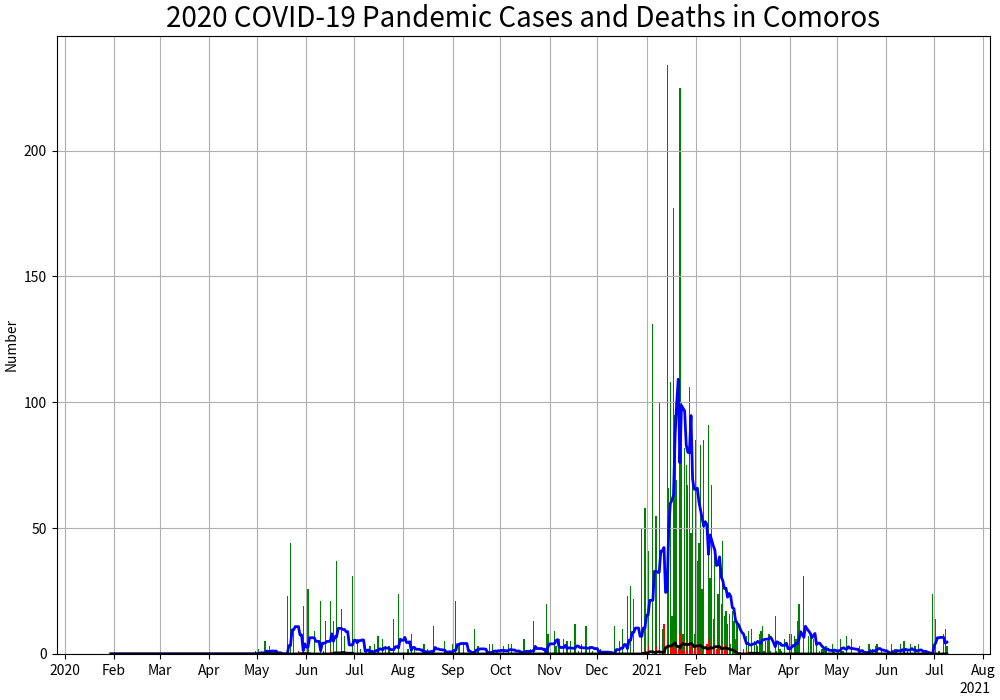 2020 COVID-19 Pandemic Cases and Deaths in Comoros
Number
200
150
100
50
0
2020 Feb Mar Apr May Jun Jul Aug Sep Oct Nov Dec 2021 Feb Mar Apr May Jun Jul Aug
2021